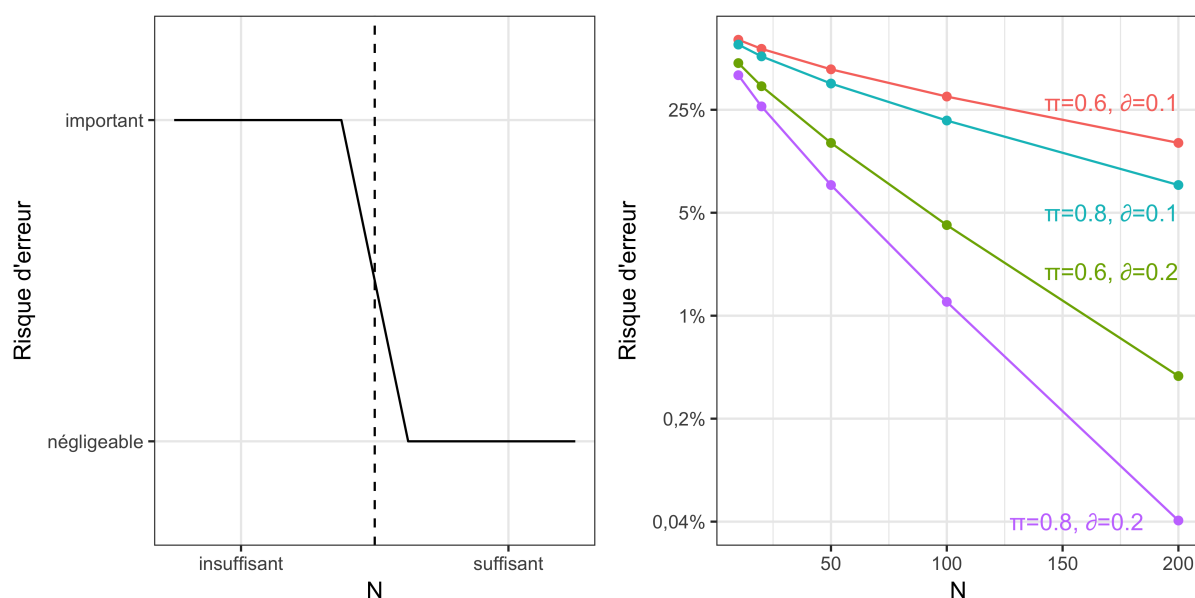 Risque d'erreur
important
négligeable
insuffisant
suffisant
N
Risque d'erreur
25%
5%
1%
0,2%
0,04%
π=0.6, ∂=0.1
π=0.8, ∂=0.1
π=0.6, ∂=0.2
π=0.8, ∂=0.2
50
100
150
200
N